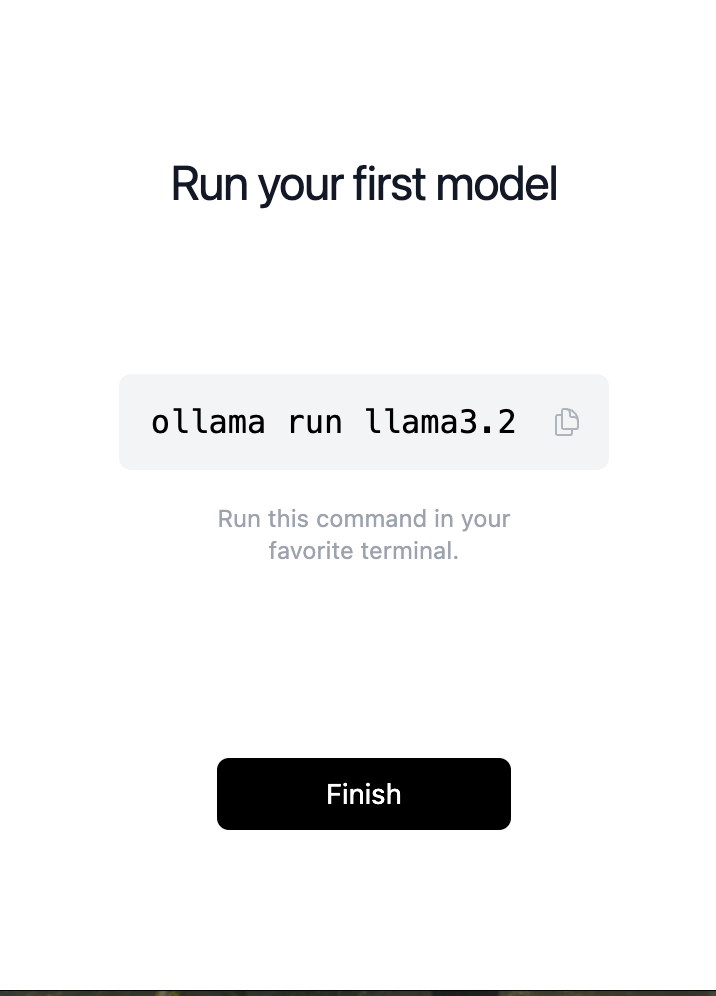 Run your first model
ollama run llama3.2
Run this command in your
favorite terminal.
Finish